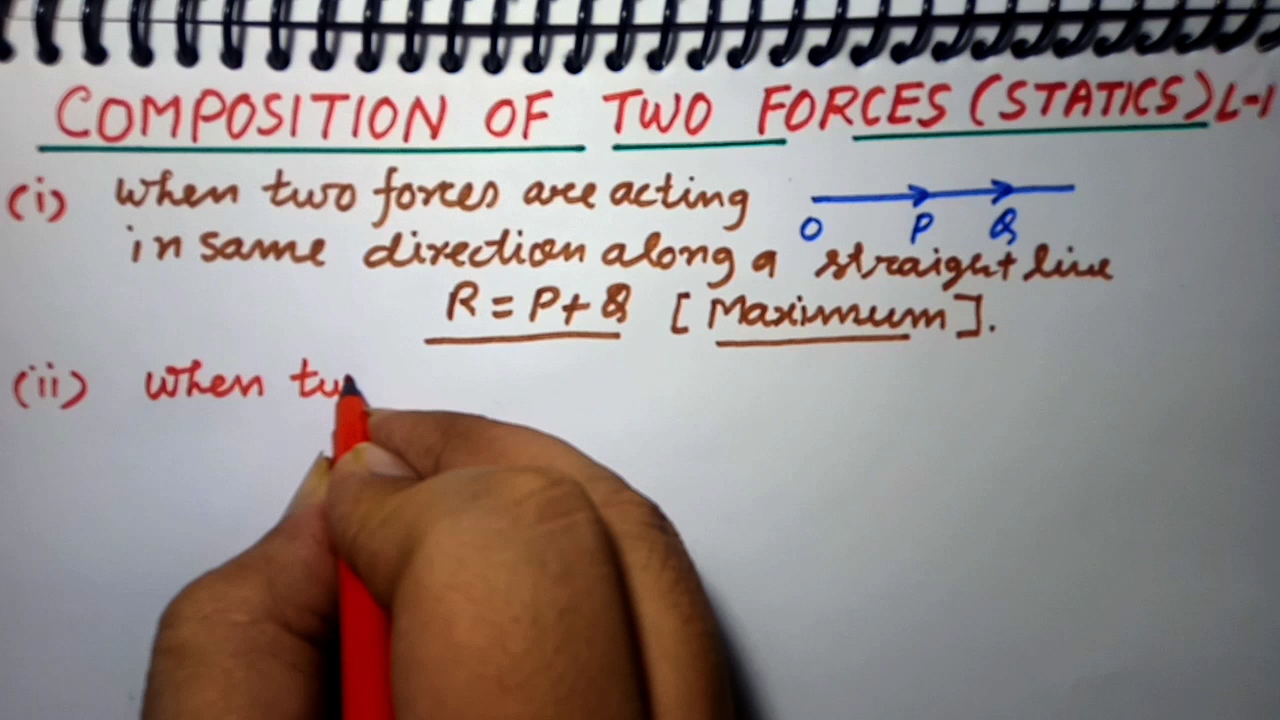 COMPOSITION OF TWO FORCES (STATICS) L-1
(i) when two forces are acting
O P Q
in same direction along a straight line
R = P + Q [Maximum].
(ii) when tw